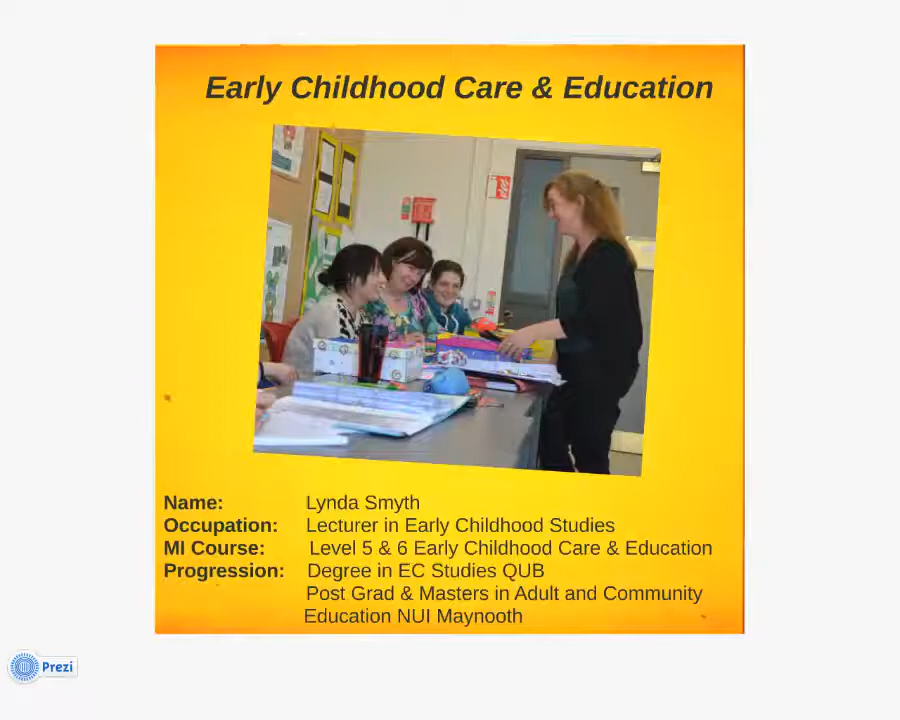 Early Childhood Care & Education
Name: Lynda Smyth
Occupation: Lecturer in Early Childhood Studies
MI Course: Level 5 & 6 Early Childhood Care & Education
Progression: Degree in EC Studies QUB
Post Grad & Masters in Adult and Community
Education NUI Maynooth
Prezi